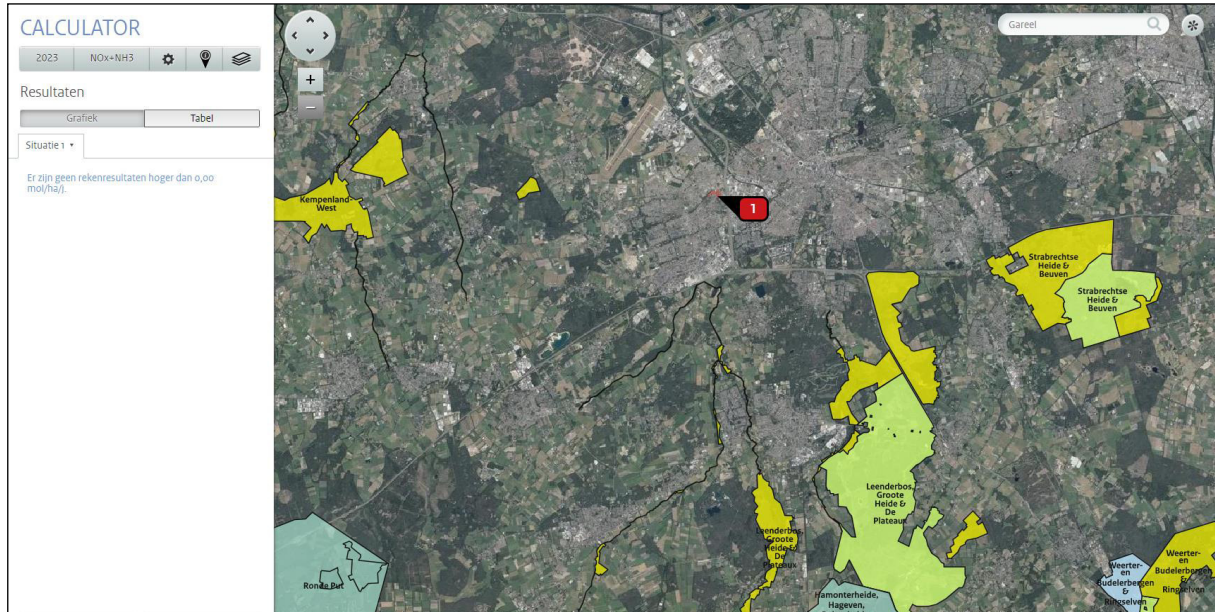 CALCULATOR
2023
NOx+NH3
Resultaten
Grafiek
Tabel
Situatie 1
Er zijn geen rekenresultaten hoger dan 0,00
mol/ha/j.
Gareel
+
−
1
Kempenland-
West
Strabrechtse
Heide &
Beuven
Strabrechtse
Heide &
Beuven
Leenderbos,
Groote
Heide &
De
Plateaux
Leenderbos,
Groote
Heide &
De
Plateaux
Ronde Put
Hamonterheide,
Hageven,
Weerter-
en
Budelerbergen
&
Ringselven
Weerter-
en
Budelerbergen
&
Ringselven